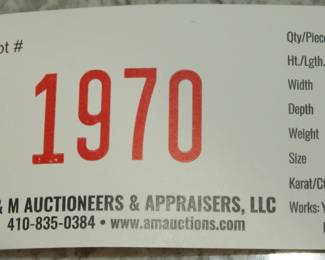 ot #
1970
& M AUCTIONEERS & APPRAISERS, LLC
410-835-0384 • www.amauctions.com
Qty/Piece
Ht./Lgth.
Width
Depth
Weight
Size
Karat/C
Works: Y